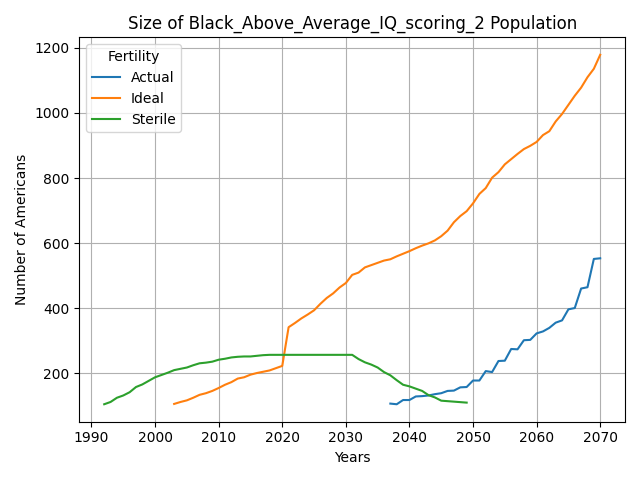 Size of Black_Above_Average_IQ_scoring_2 Population
Fertility
Actual
Ideal
Sterile
Number of Americans
1200
1000
800
600
400
200
1990 2000 2010 2020 2030 2040 2050 2060 2070
Years